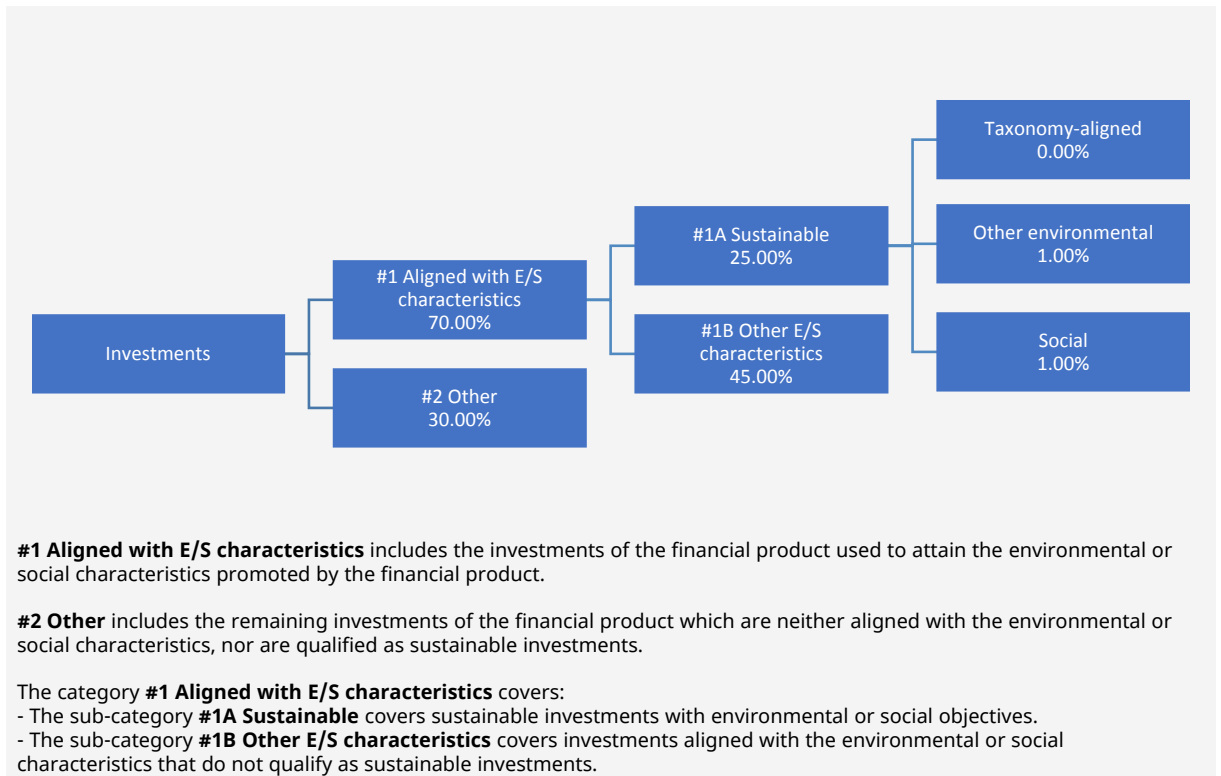 Taxonomy-aligned
0.00%
#1A Sustainable
25.00%
Other environmental
1.00%
#1 Aligned with E/S
characteristics
70.00%
Investments
#1B Other E/S
characteristics
45.00%
Social
1.00%
#2 Other
30.00%
#1 Aligned with E/S characteristics includes the investments of the financial product used to attain the environmental or
social characteristics promoted by the financial product.
#2 Other includes the remaining investments of the financial product which are neither aligned with the environmental or
social characteristics, nor are qualified as sustainable investments.
The category #1 Aligned with E/S characteristics covers:
- The sub-category #1A Sustainable covers sustainable investments with environmental or social objectives.
- The sub-category #1B Other E/S characteristics covers investments aligned with the environmental or social
characteristics that do not qualify as sustainable investments.